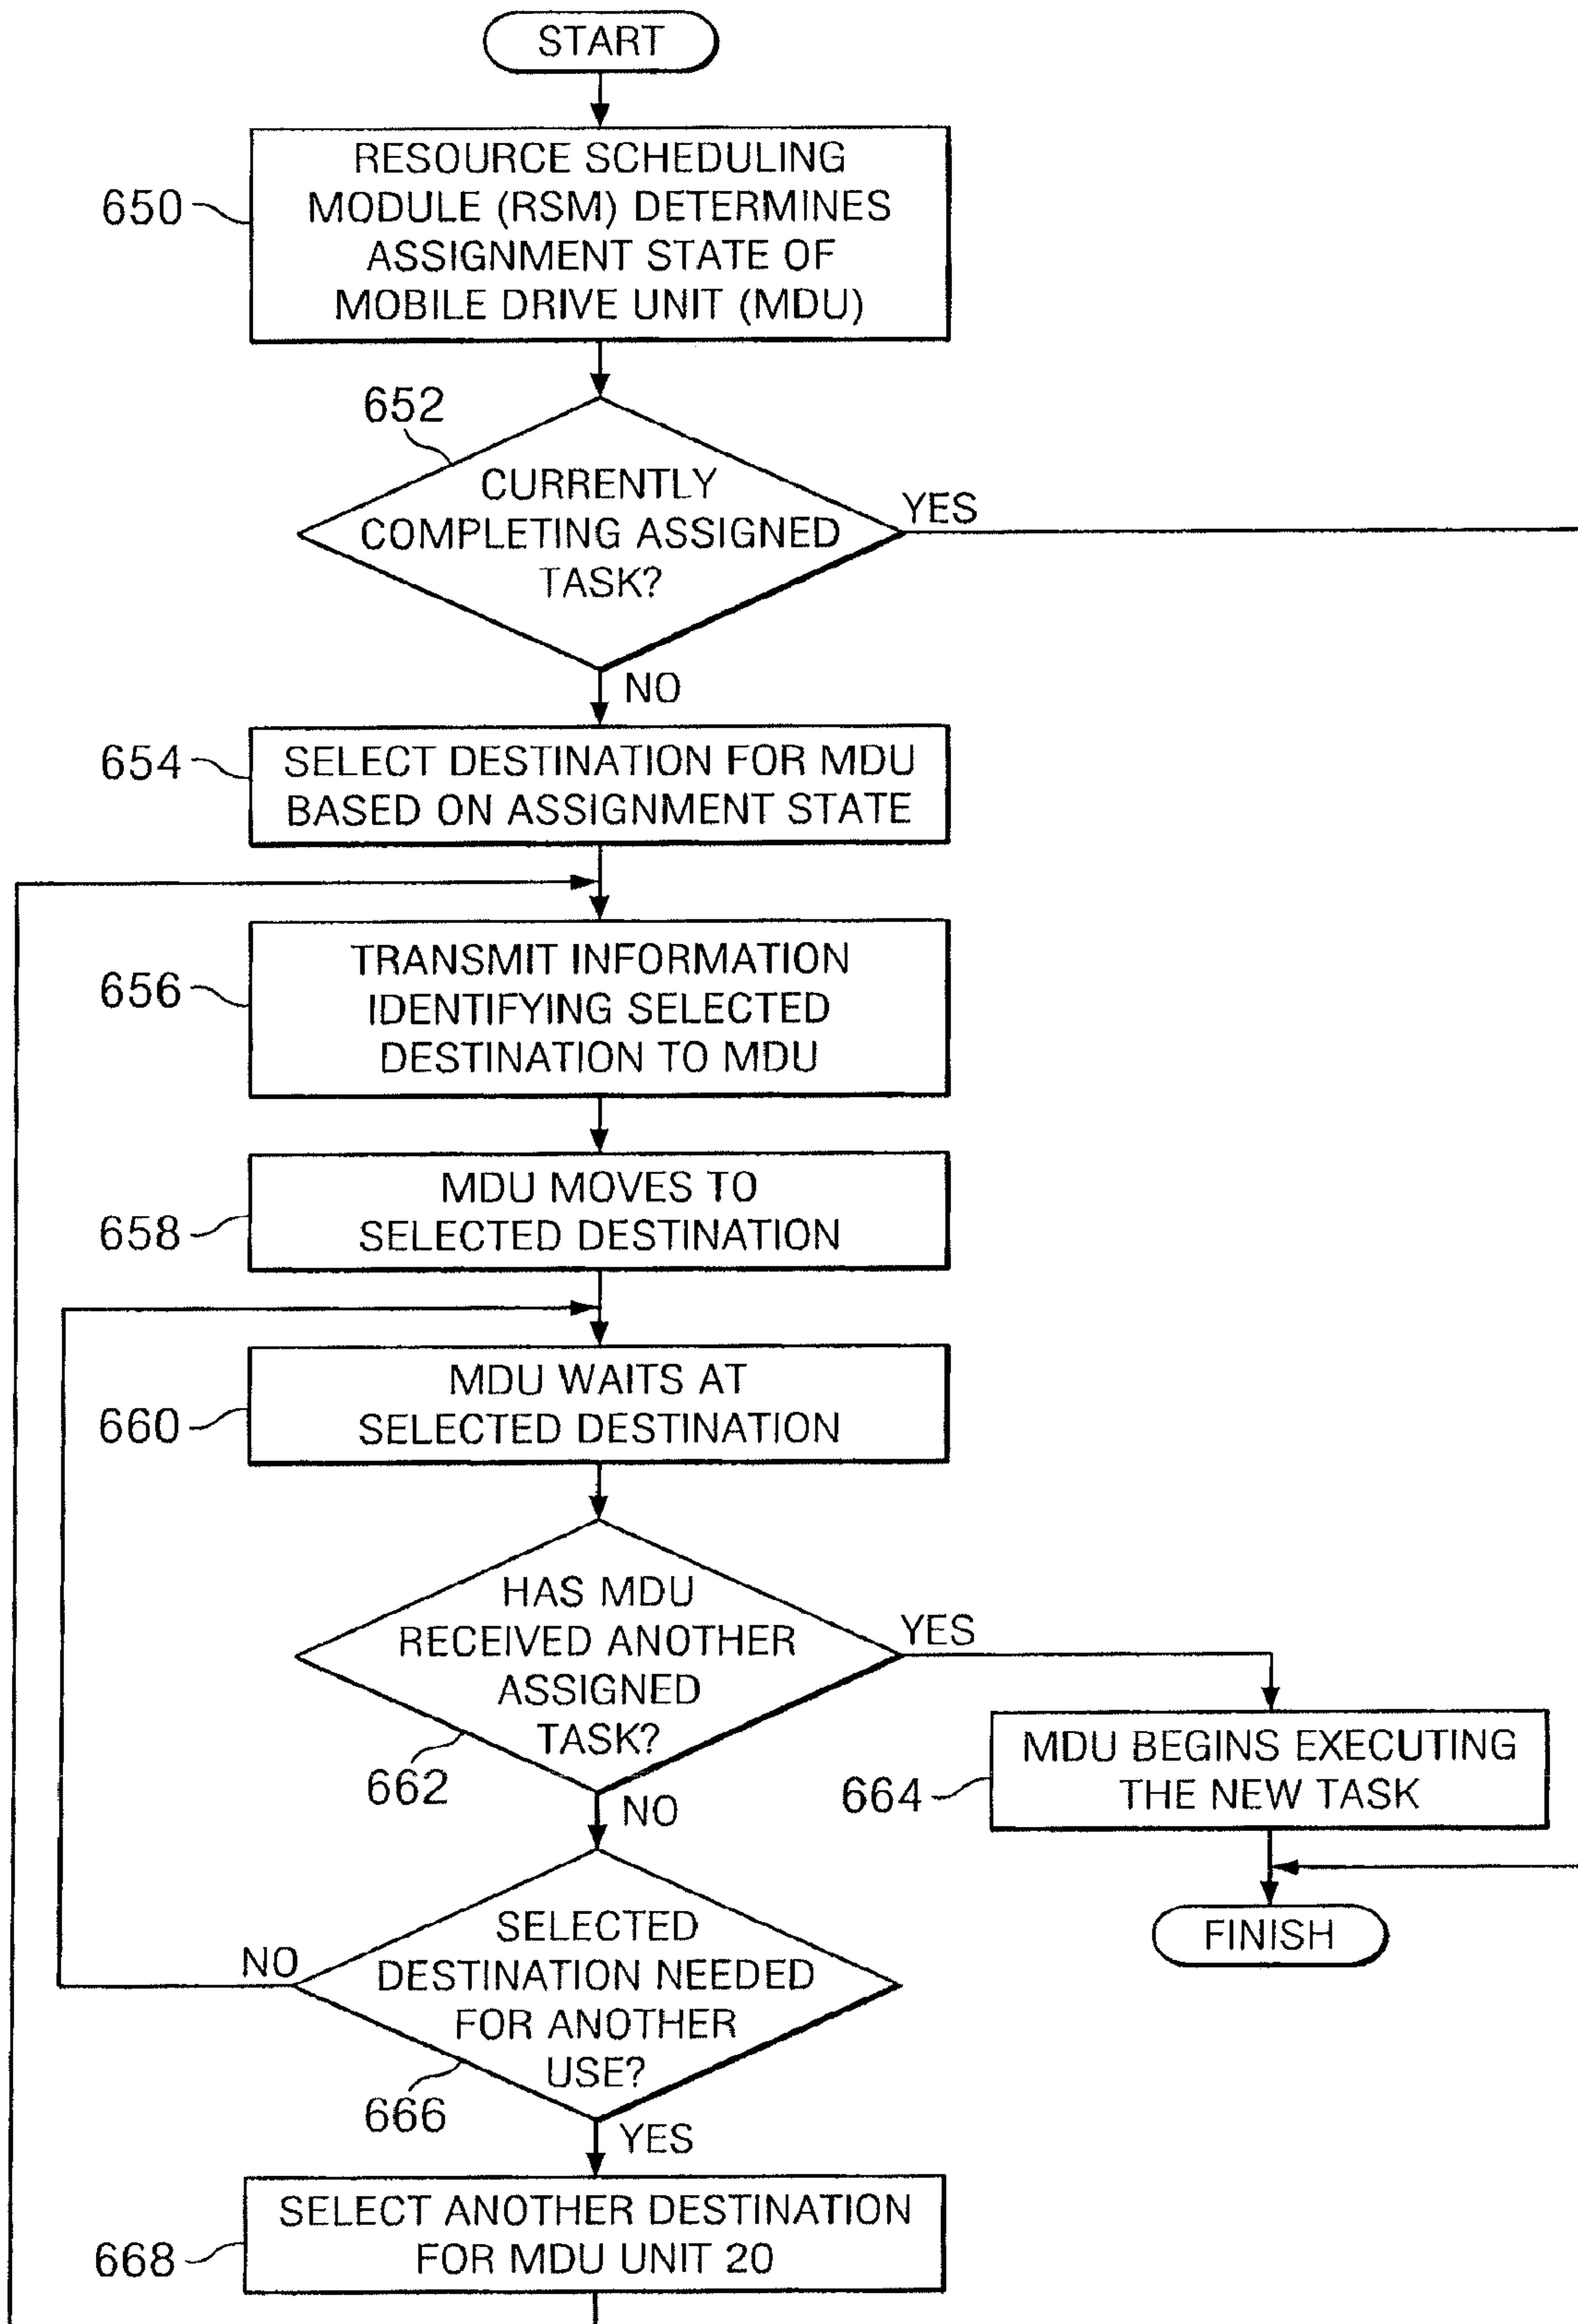 START
RESOURCE SCHEDULING
MODULE (RSM) DETERMINES
ASSIGNMENT STATE OF
MOBILE DRIVE UNIT (MDU)
650
652
CURRENTLY
COMPLETING ASSIGNED
TASK?
YES
NO
654
SELECT DESTINATION FOR MDU
BASED ON ASSIGNMENT STATE
656
TRANSMIT INFORMATION
IDENTIFYING SELECTED
DESTINATION TO MDU
658
MDU MOVES TO
SELECTED DESTINATION
660
MDU WAITS AT
SELECTED DESTINATION
HAS MDU
RECEIVED ANOTHER
ASSIGNED
TASK?
YES
662
NO
664
MDU BEGINS EXECUTING
THE NEW TASK
FINISH
SELECTED
DESTINATION NEEDED
FOR ANOTHER
USE?
NO
666
YES
668
SELECT ANOTHER DESTINATION
FOR MDU UNIT 20